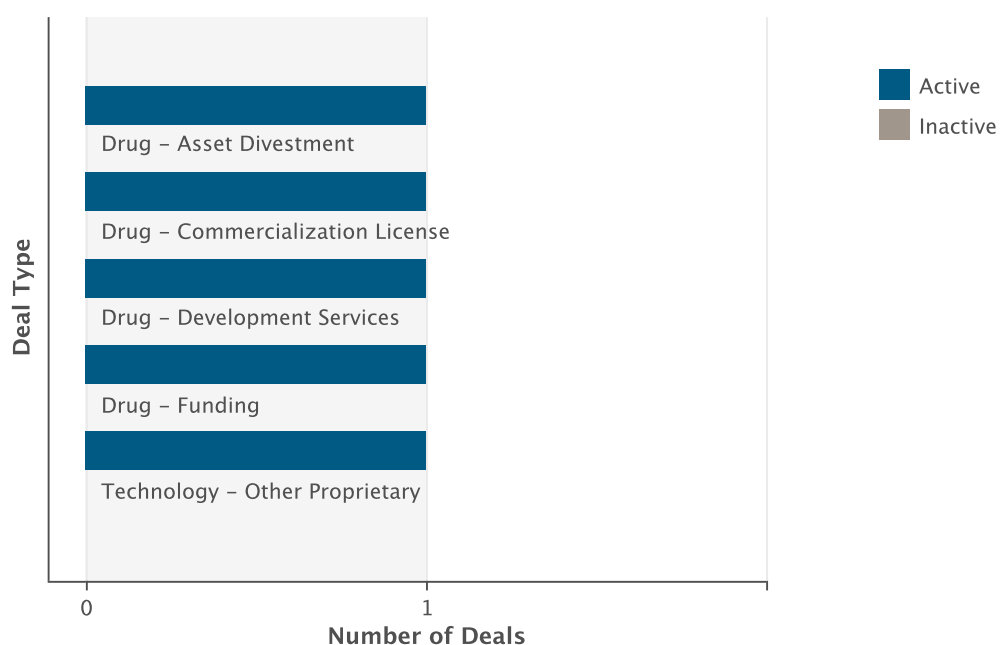 Active
Inactive
Drug – Asset Divestment
Drug – Commercialization License
Drug – Development Services
Drug – Funding
Technology – Other Proprietary
Deal Type
0
1
Number of Deals